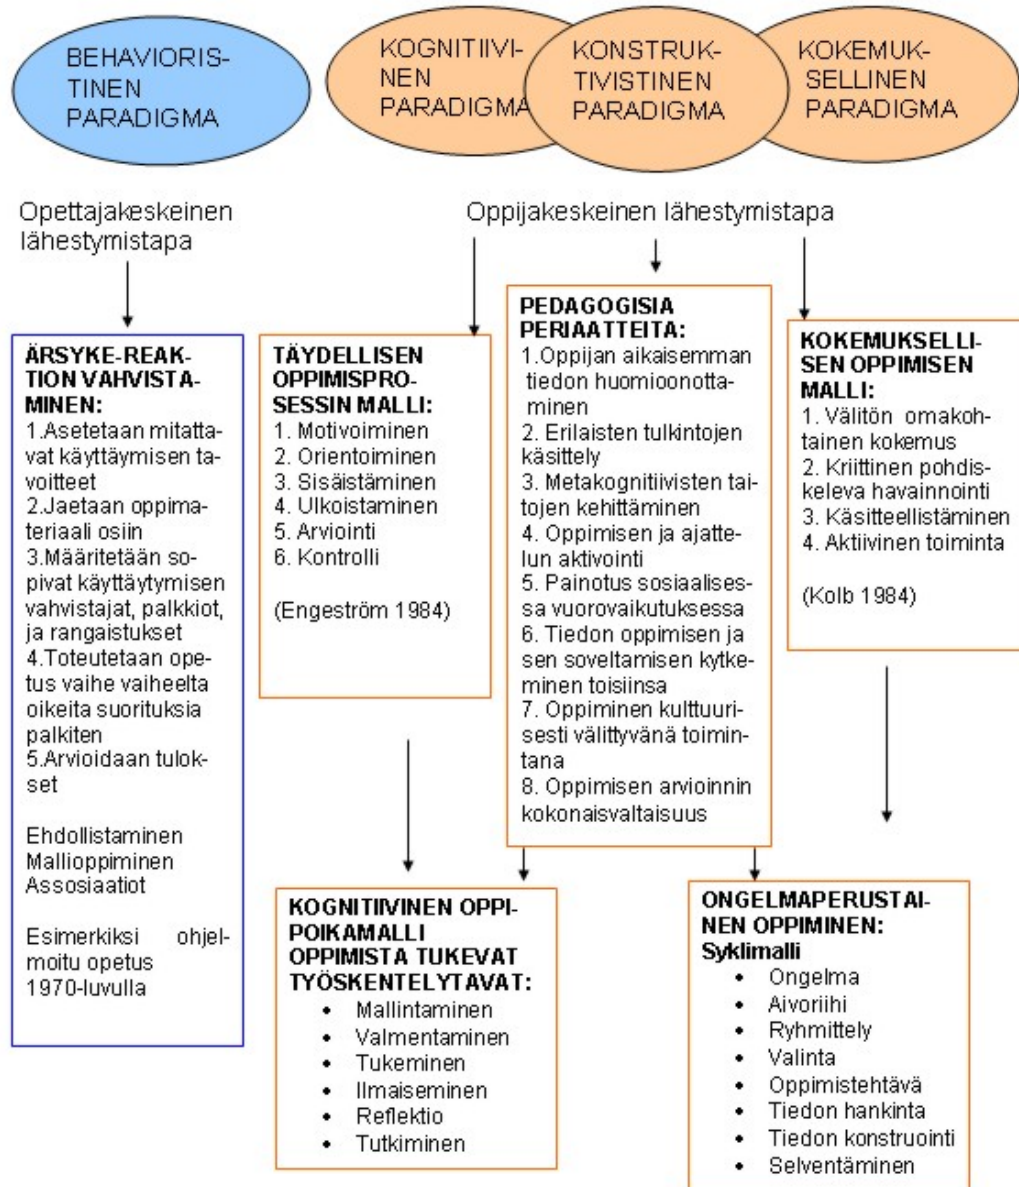 BEHAVIORIS-
TINEN
PARADIGMA
KOGNITIIVI-
NEN
PARADIGMA
KONSTRUK-
TIVISTINEN
PARADIGMA
KOKEMUK-
SELLINEN
PARADIGMA
Opettajakeskeinen
lähestymistapa
Oppijakeskeinen lähestymistapa
ÄRSYKE-REAK-
TION VAHVISTA-
MINEN:
1.Asetetaan mitatta-
vat käyttäymisen ta-
voitteet
2.Jaetaan oppima-
teriaali osiin
3.Määritetään so-
pivat käyttäytymisen
vahvistajat, palkkiot,
ja rangaistukset
4.Toteutetaan ope-
tus vaihe vaiheelta
oikeita suorituksia
palkiten
5.Arvioidaan tulok-
set
Ehdollistaminen
Mallioppiminen
Assosiaatiot
Esimerkiksi ohjel-
moitu opetus
1970-luvulla
TÄYDELLISEN
OPPIMISPRO-
SESSIN MALLI:
1. Motivoiminen
2. Orientoiminen
3. Sisäistäminen
4. Ulkoistaminen
5. Arviointi
6. Kontrolli
(Engeström 1984)
PEDAGOGISIA
PERIAATTEITA:
1.Oppijan aikaisemman
tiedon huomioonotta-
minen
2. Erilaisten tulkintojen
käsittely
3. Metakognitiivisten tai-
tojen kehittäminen
4. Oppimisen ja ajatte-
lun aktivointi
5. Painotus sosiaalises-
sa vuorovaikutuksessa
6. Tiedon oppimisen ja
sen soveltamisen kytke-
minen toisiinsa
7. Oppiminen kulttuuri-
sesti välittyvänä toimin-
tana
8. Oppimisen arvioinnin
kokonaisvaltaisuus
KOKEMUKSELLI-
SEN OPPIMISEN
MALLI:
1. Välitön omakoh-
tainen kokemus
2. Kriittinen pohdis-
keleva havainnointi
3. Käsitteellistäminen
4. Aktiivinen toiminta
(Kolb 1984)
KOGNITIIVINEN OPPI-
POIKAMALLI
OPPIMISTA TUKEVAT
TYÖSKENTELYTAVAT:
• Mallintaminen
• Valmentaminen
• Tukeminen
• Ilmaiseminen
• Reflektio
• Tutkiminen
ONGELMAPERUSTAI-
NEN OPPIMINEN:
Syklimalli
• Ongelma
• Aivoriihi
• Ryhmittely
• Valinta
• Oppimistehtävä
• Tiedon hankinta
• Tiedon konstruointi
• Selventäminen